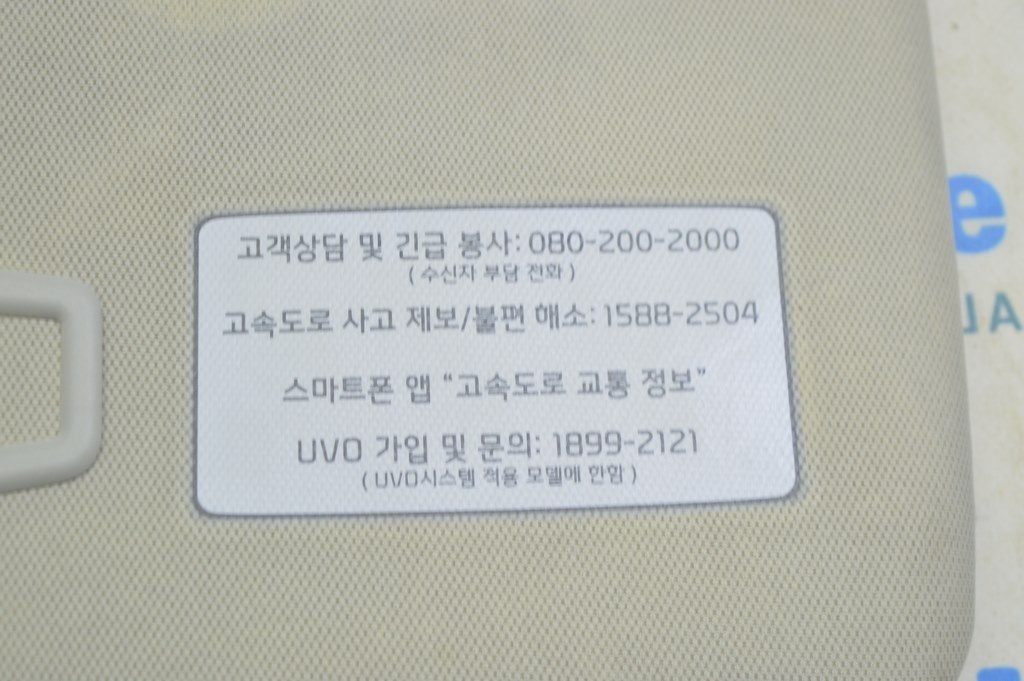 고객상담 및 긴급 봉사: 080-200-2000
( 수신자 부담 전화 )
고속도로 사고 제보/불편 해소: 1588-2504
스마트폰 앱 “고속도로 교통 정보”
UVO 가입 및 문의: 1899-2121
( UVO시스템 적용 모델에 한함 )
e
AL